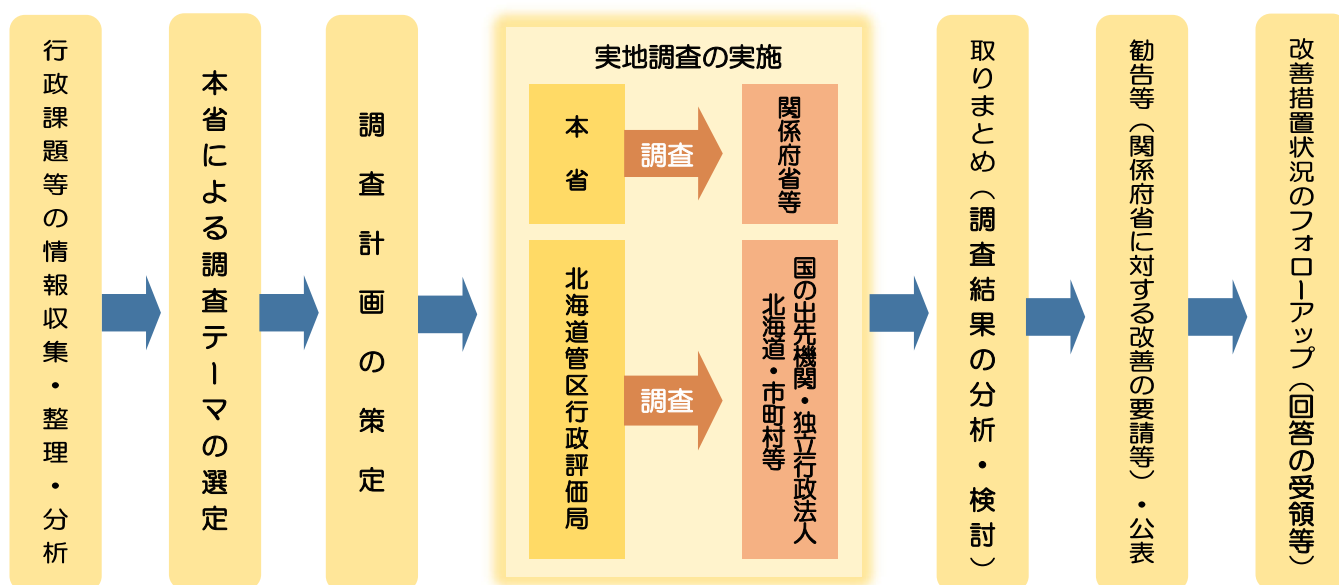 行政課題等の情報収集・整理・分析
本省による調査テーマの選定
調査計画の策定
実地調査の実施
本省
調査
関係府省等
北海道管区行政評価局
調査
国の出先機関・独立行政法人
北海道・市町村等
取りまとめ（調査結果の分析・検討）
勧告等（関係府省に対する改善の要請等）・公表
改善措置状況のフォローアップ（回答の受領等）